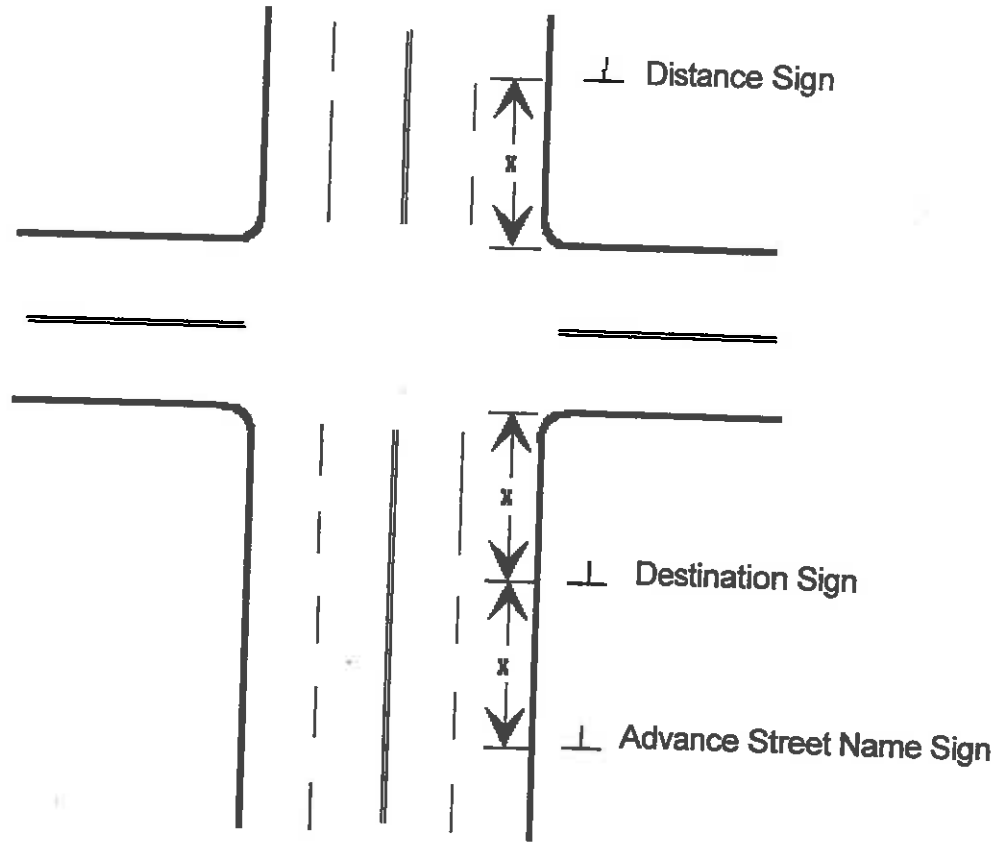 Distance Sign
X
X
Destination Sign
X
Advance Street Name Sign